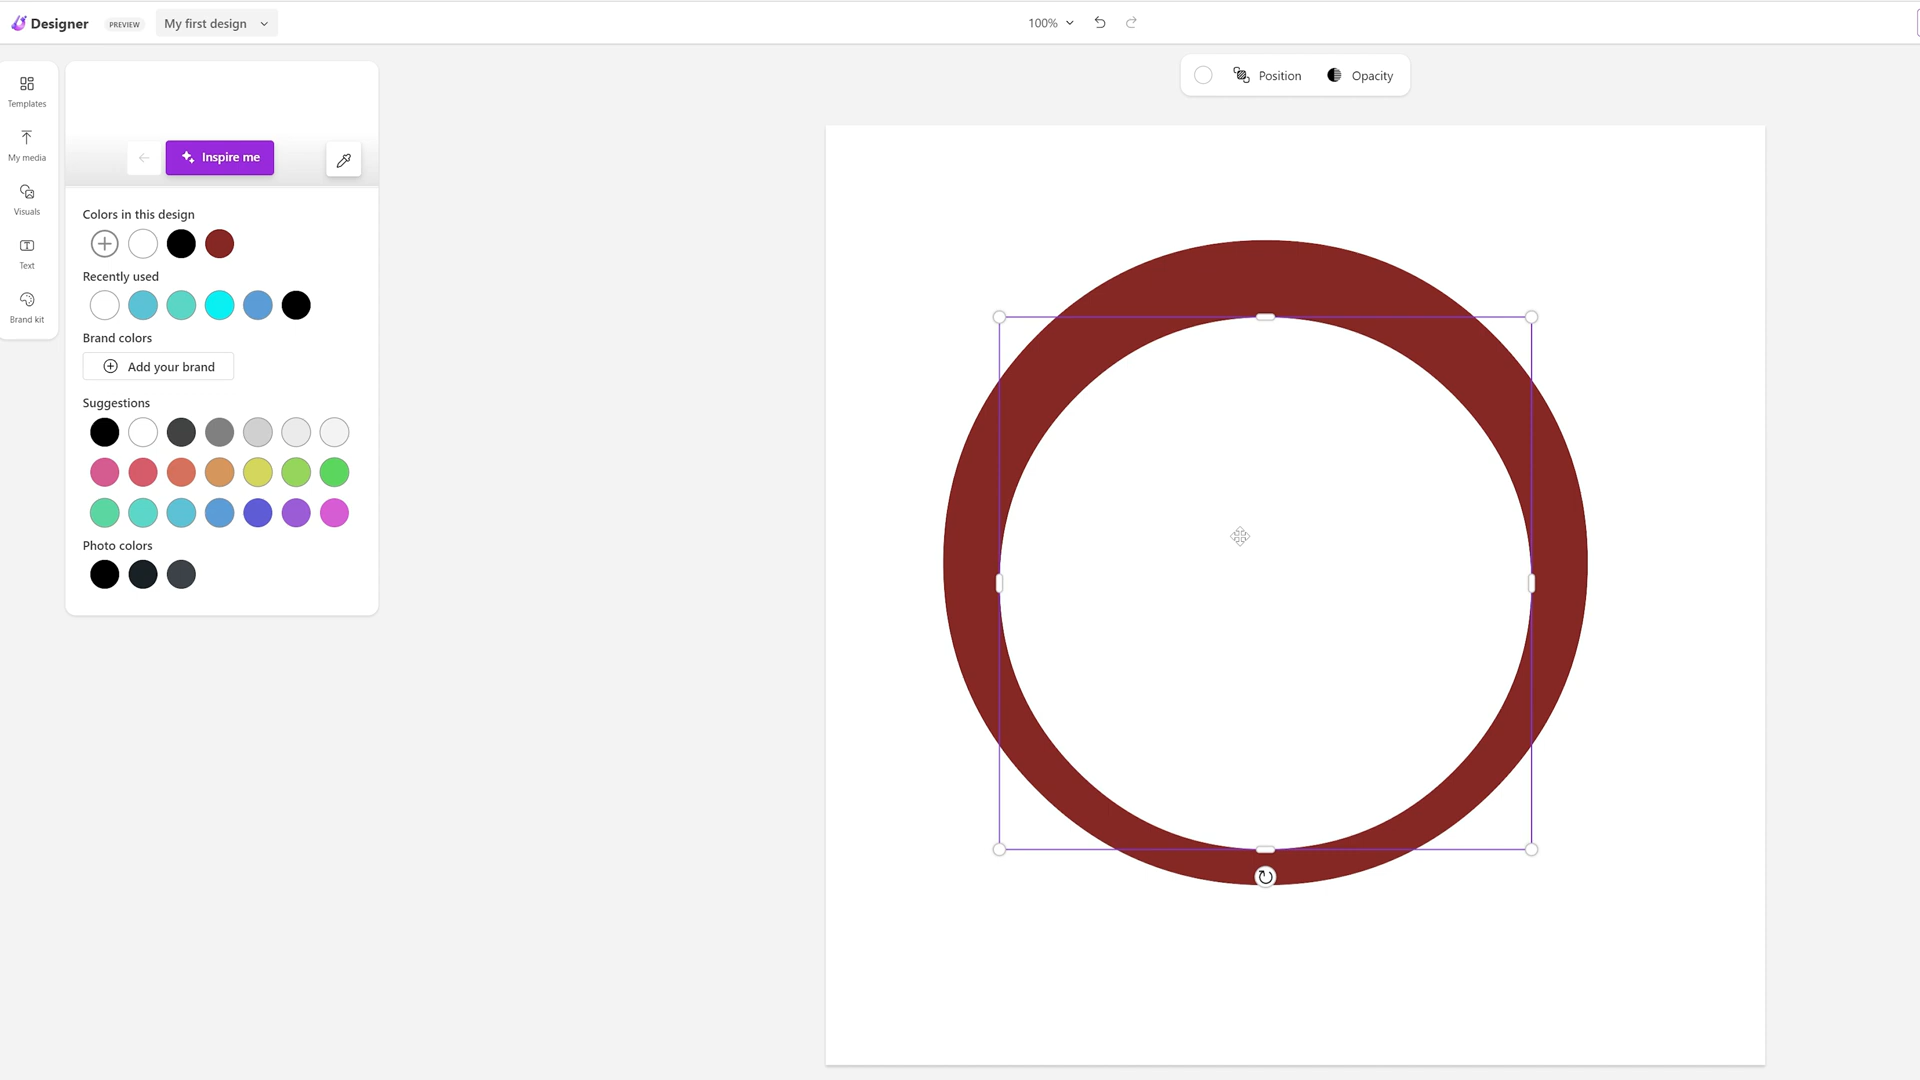 Designer PREVIEW My first design 100%
Position Opacity
Templates
My media
Visuals
Text
Brand kit
Inspire me
Colors in this design
Recently used
Brand colors
Add your brand
Suggestions
Photo colors